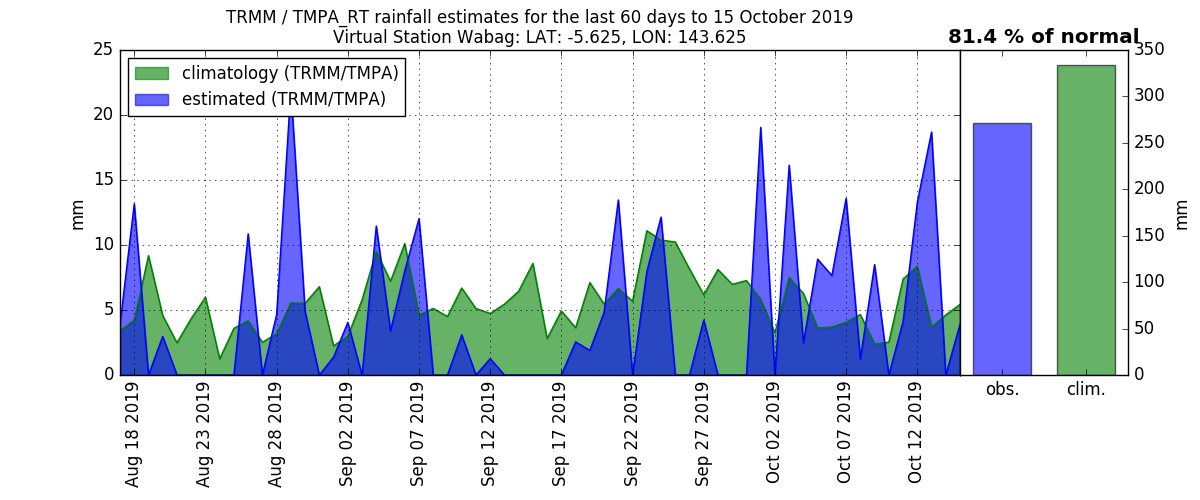 TRMM / TMPA_RT rainfall estimates for the last 60 days to 15 October 2019
Virtual Station Wabag: LAT: -5.625, LON: 143.625
81.4 % of normal
climatology (TRMM/TMPA)
estimated (TRMM/TMPA)
25
20
15
10
5
0
mm
Aug 18 2019
Aug 23 2019
Aug 28 2019
Sep 02 2019
Sep 07 2019
Sep 12 2019
Sep 17 2019
Sep 22 2019
Sep 27 2019
Oct 02 2019
Oct 07 2019
Oct 12 2019
obs.
clim.
350
300
250
200
150
100
50
0
mm